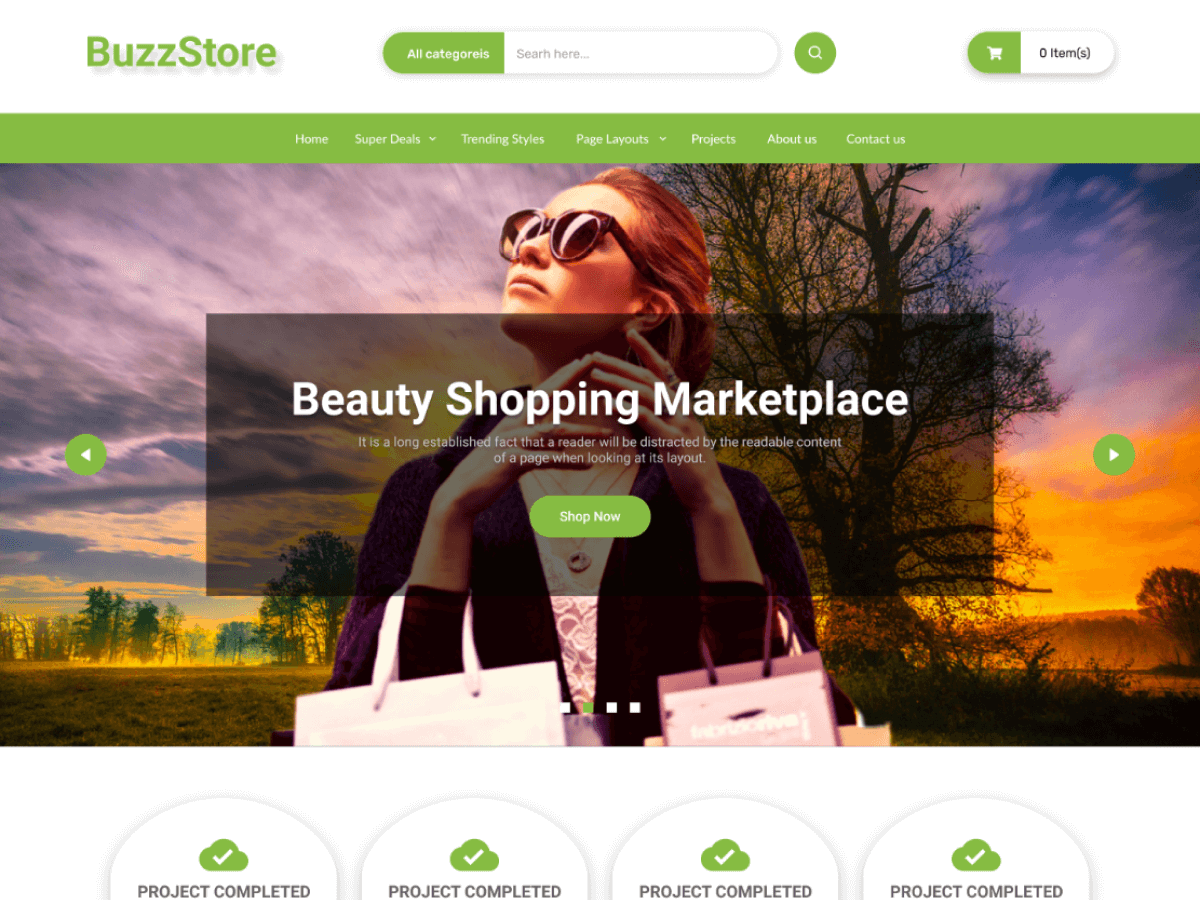 BuzzStore
All categoreis
Searh here...
0 Item(s)
Home Super Deals Trending Styles Page Layouts Projects About us Contact us
Beauty Shopping Marketplace
It is a long established fact that a reader will be distracted by the readable content
of a page when looking at its layout.
Shop Now
PROJECT COMPLETED PROJECT COMPLETED PROJECT COMPLETED PROJECT COMPLETED